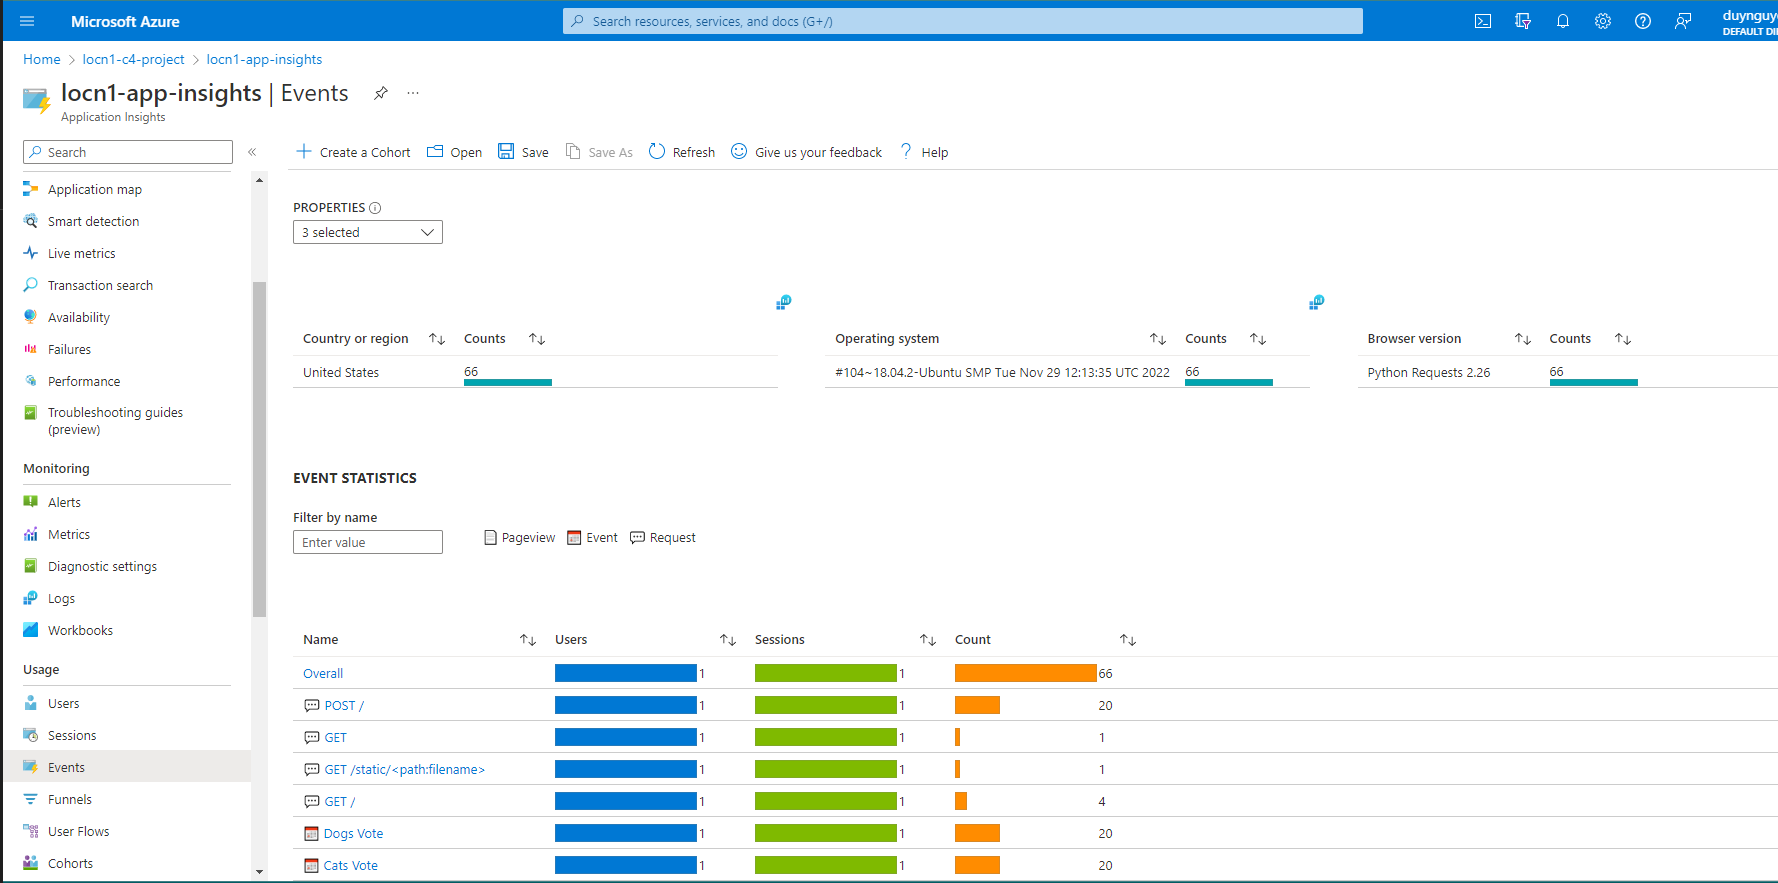 Microsoft Azure
Search resources, services, and docs (G+/)
duynguy
DEFAULT DI
Home > locn1-c4-project > locn1-app-insights
locn1-app-insights | Events
Application Insights
Search
Create a Cohort
Open
Save
Save As
Refresh
Give us your feedback
Help
Application map
Smart detection
Live metrics
Transaction search
Availability
Failures
Performance
Troubleshooting guides
(preview)
Monitoring
Alerts
Metrics
Diagnostic settings
Logs
Workbooks
Usage
Users
Sessions
Events
Funnels
User Flows
Cohorts
PROPERTIES
3 selected
Country or region Counts
United States 66
Operating system Counts
#104~18.04.2-Ubuntu SMP Tue Nov 29 12:13:35 UTC 2022 66
Browser version Counts
Python Requests 2.26 66
EVENT STATISTICS
Filter by name
Enter value
Pageview Event Request
Name Users Sessions Count
Overall 1 1 66
POST / 1 1 20
GET 1 1 1
GET /static/<path:filename> 1 1 1
GET / 1 1 4
Dogs Vote 1 1 20
Cats Vote 1 1 20